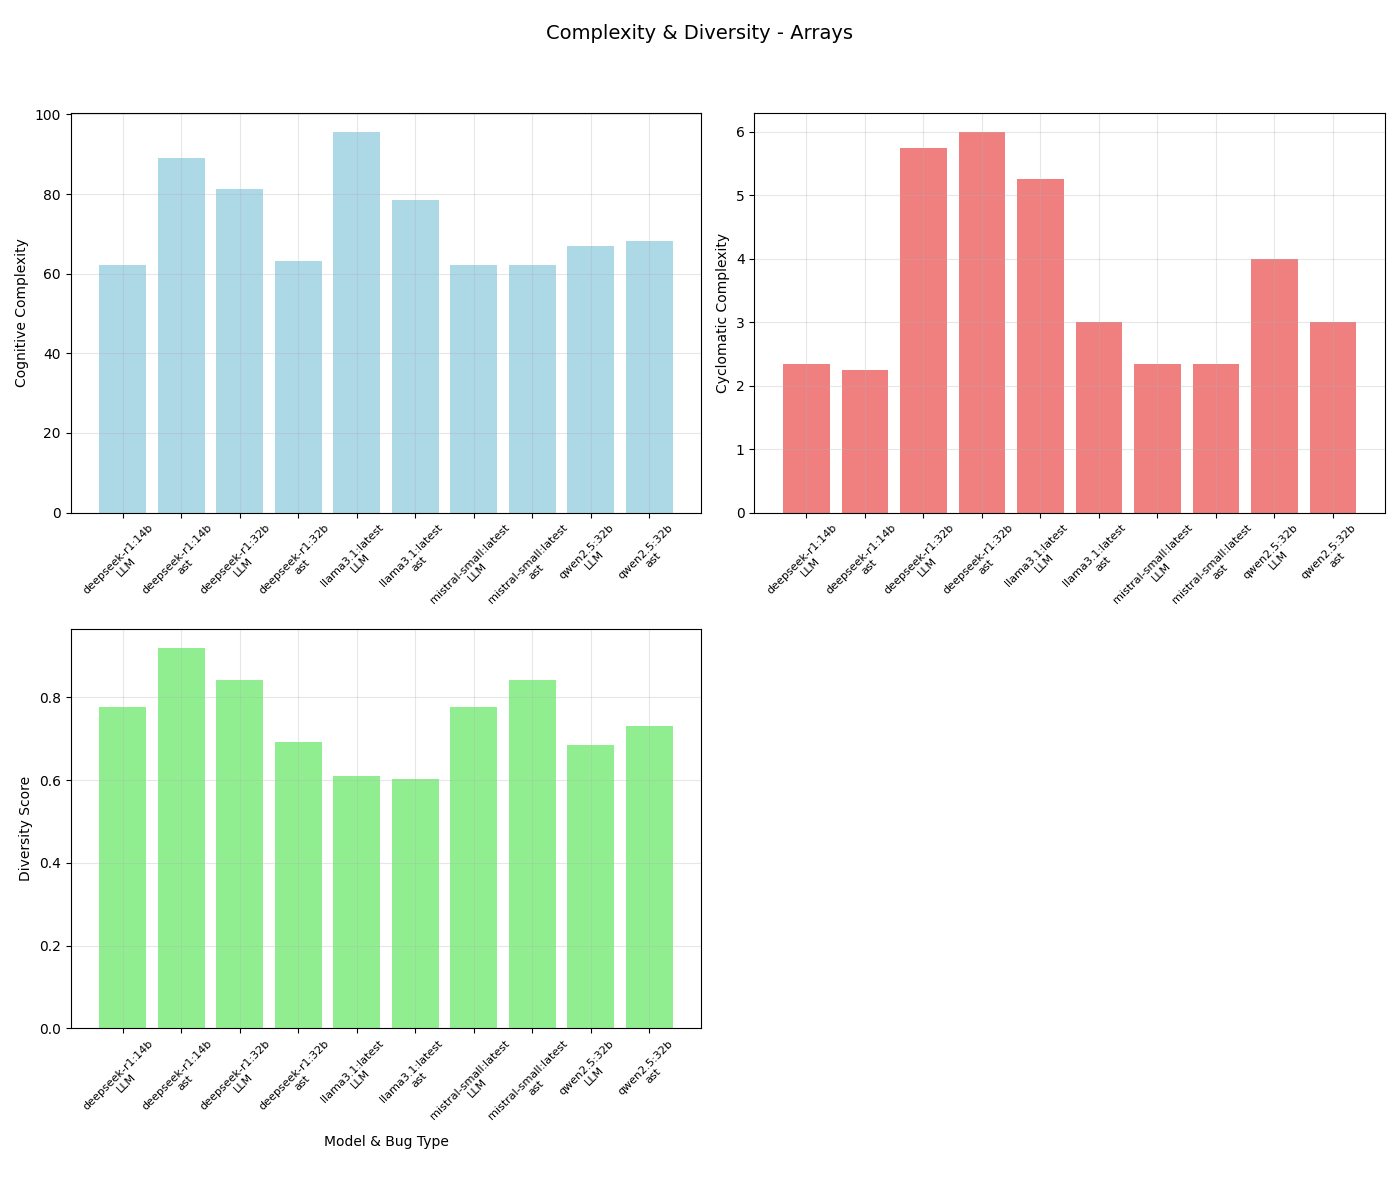 Complexity & Diversity - Arrays
Cognitive Complexity
100
80
60
40
20
0
deepseek-r1:14b
LLM
deepseek-r1:14b
ast
deepseek-r1:32b
LLM
deepseek-r1:32b
ast
llama3.1:latest
LLM
llama3.1:latest
ast
mistral-small:latest
LLM
mistral-small:latest
ast
qwen2.5:32b
LLM
qwen2.5:32b
ast
Cyclomatic Complexity
6
5
4
3
2
1
0
deepseek-r1:14b
LLM
deepseek-r1:14b
ast
deepseek-r1:32b
LLM
deepseek-r1:32b
ast
llama3.1:latest
LLM
llama3.1:latest
ast
mistral-small:latest
LLM
mistral-small:latest
ast
qwen2.5:32b
LLM
qwen2.5:32b
ast
Diversity Score
0.8
0.6
0.4
0.2
0.0
deepseek-r1:14b
LLM
deepseek-r1:14b
ast
deepseek-r1:32b
LLM
deepseek-r1:32b
ast
llama3.1:latest
LLM
llama3.1:latest
ast
mistral-small:latest
LLM
mistral-small:latest
ast
qwen2.5:32b
LLM
qwen2.5:32b
ast
Model & Bug Type